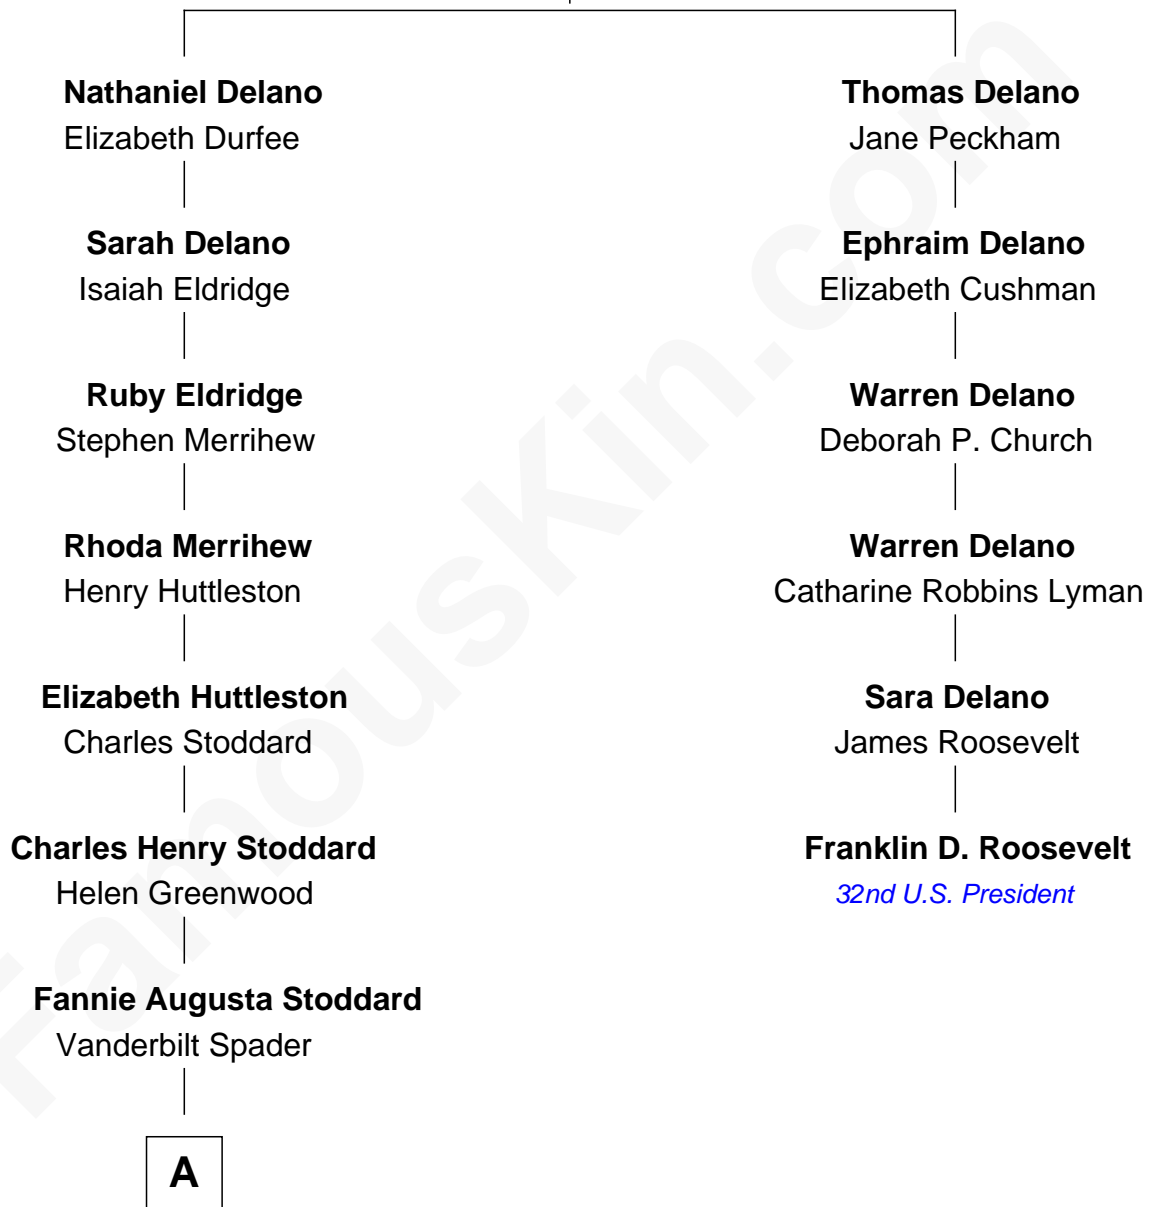 Nathaniel Delano
Elizabeth Durfee
Thomas Delano
Jane Peckham
Sarah Delano
Isaiah Eldridge
Ephraim Delano
Elizabeth Cushman
Ruby Eldridge
Stephen Merrihew
Warren Delano
Deborah P. Church
Rhoda Merrihew
Henry Huttleston
Warren Delano
Catharine Robbins Lyman
Elizabeth Huttleston
Charles Stoddard
Sara Delano
James Roosevelt
Charles Henry Stoddard
Helen Greenwood
Franklin D. Roosevelt
32nd U.S. President
Fannie Augusta Stoddard
Vanderbilt Spader
A
FamousKin.com